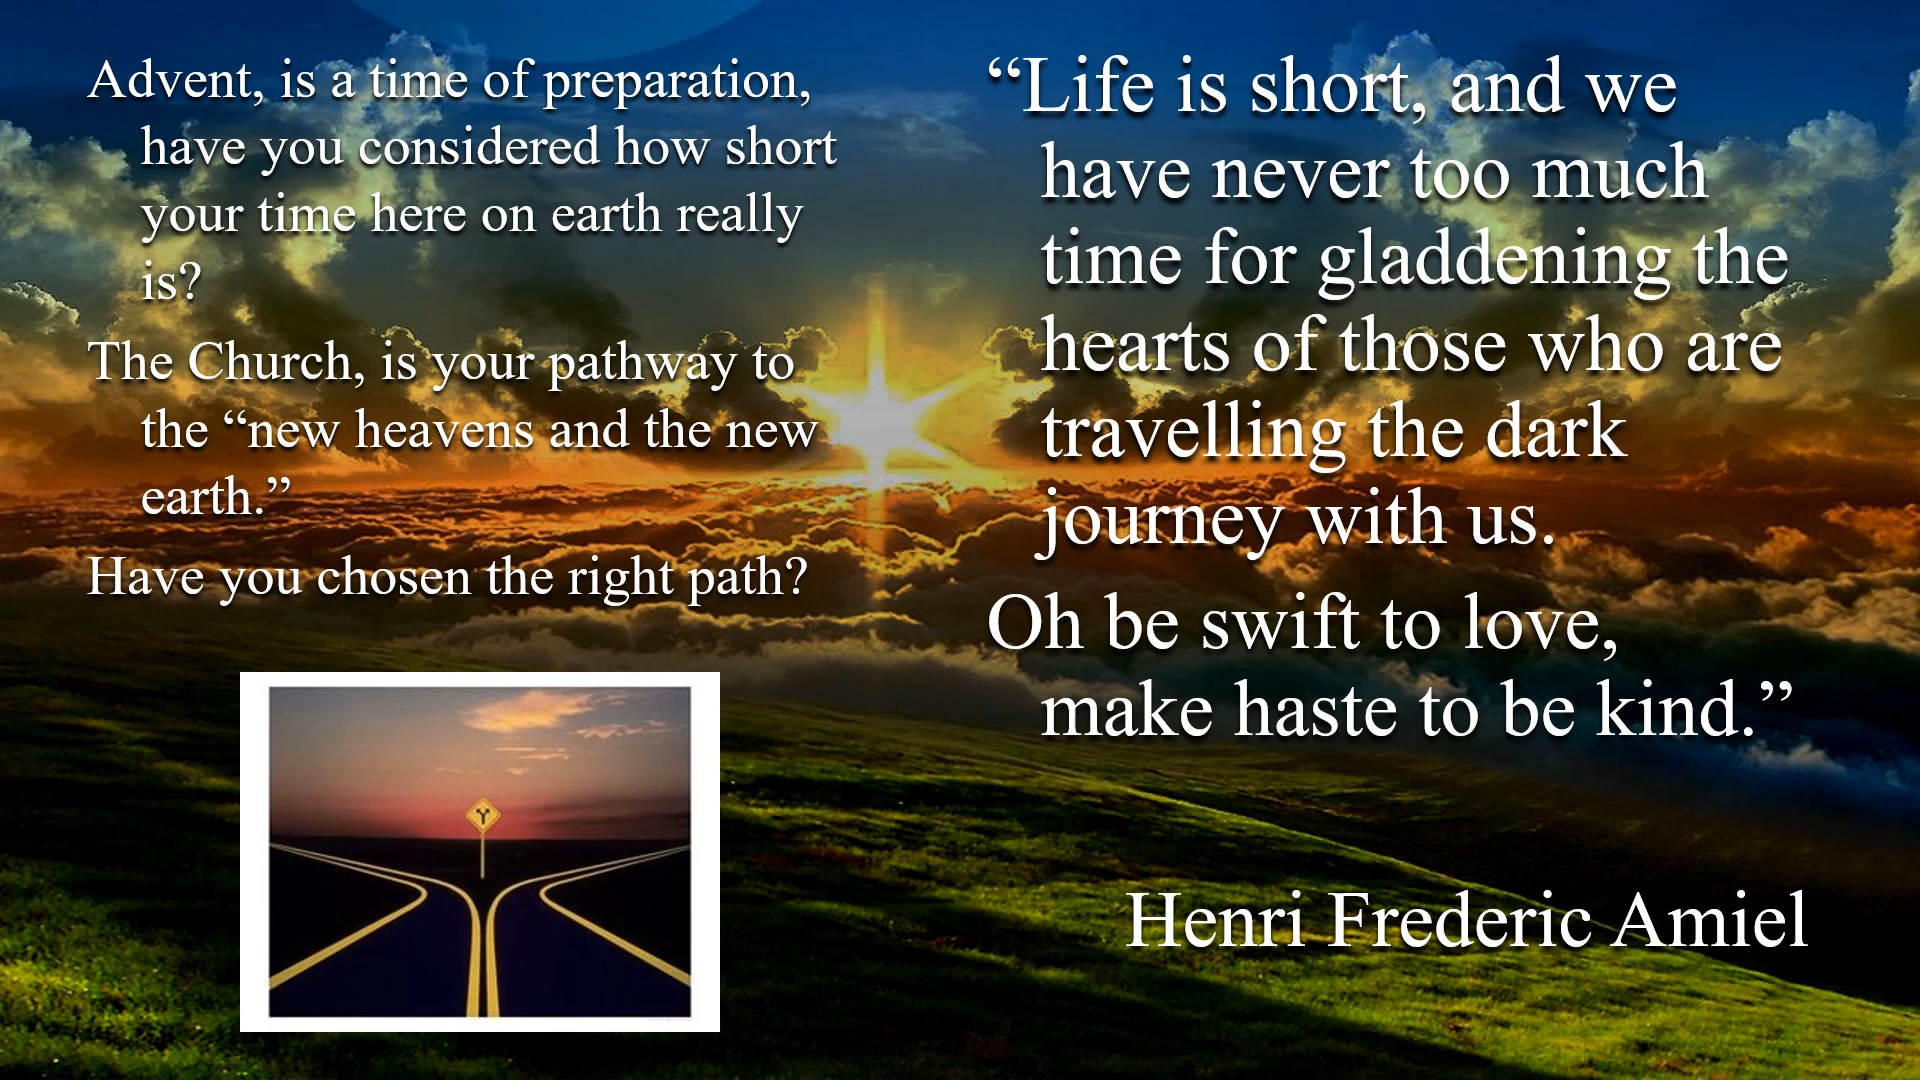 Advent, is a time of preparation,
have you considered how short
your time here on earth really
is?
The Church, is your pathway to
the “new heavens and the new
earth.”
Have you chosen the right path?
“Life is short, and we
have never too much
time for gladdening the
hearts of those who are
travelling the dark
journey with us.
Oh be swift to love,
make haste to be kind.”
Henri Frederic Amiel